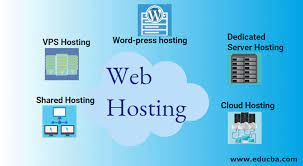 Word-press hosting
VPS Hosting
Dedicated
Server Hosting
Web
Hosting
Shared Hosting
Cloud Hosting
www.educba.com